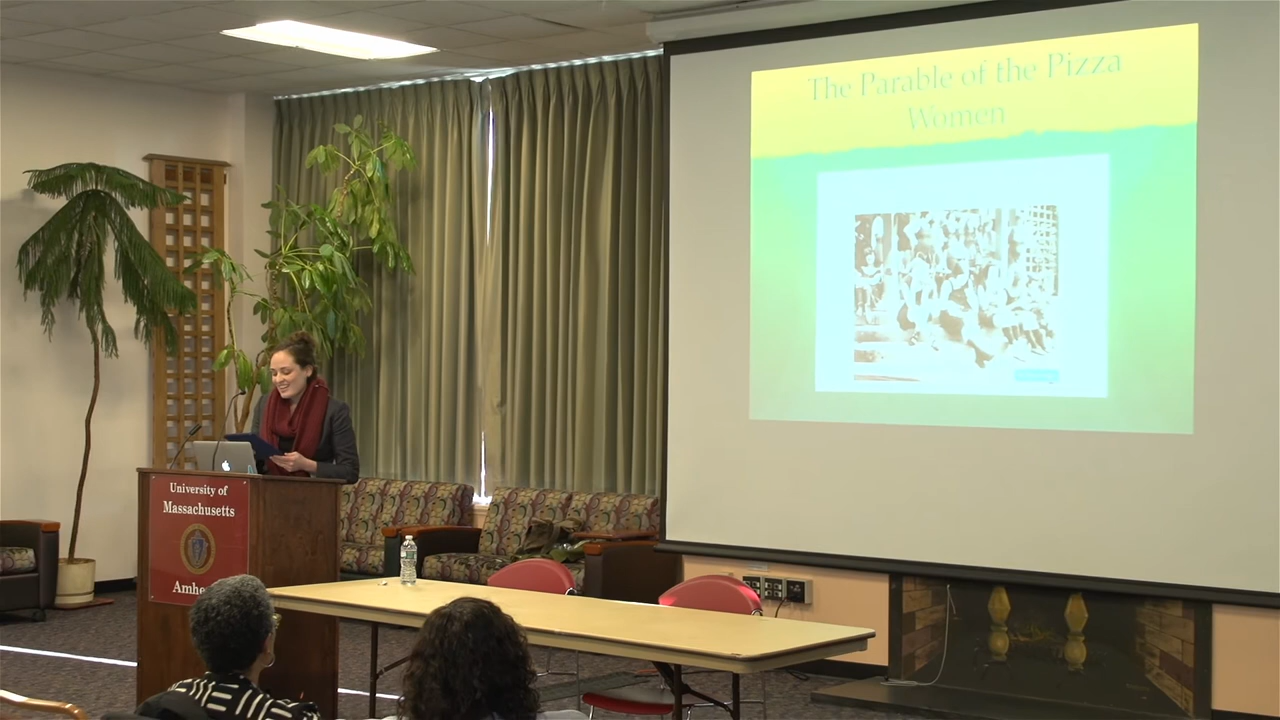 The Parable of the Pizza
Women
University of
Massachusetts